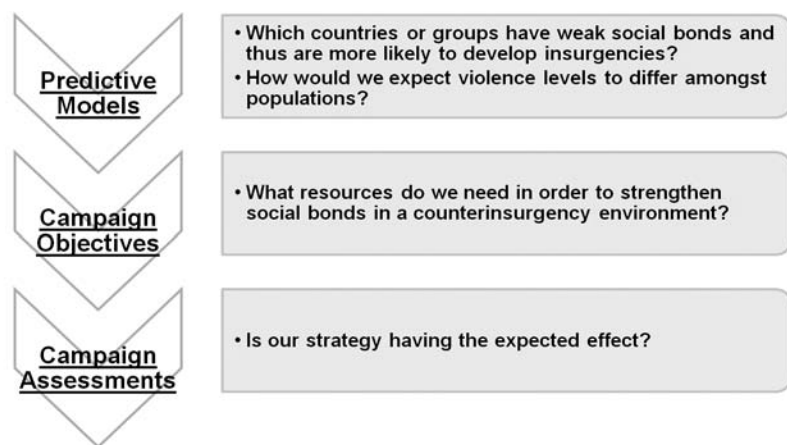 Predictive
Models
• Which countries or groups have weak social bonds and
thus are more likely to develop insurgencies?
• How would we expect violence levels to differ amongst
populations?
Campaign
Objectives
• What resources do we need in order to strengthen
social bonds in a counterinsurgency environment?
Campaign
Assessments
• Is our strategy having the expected effect?